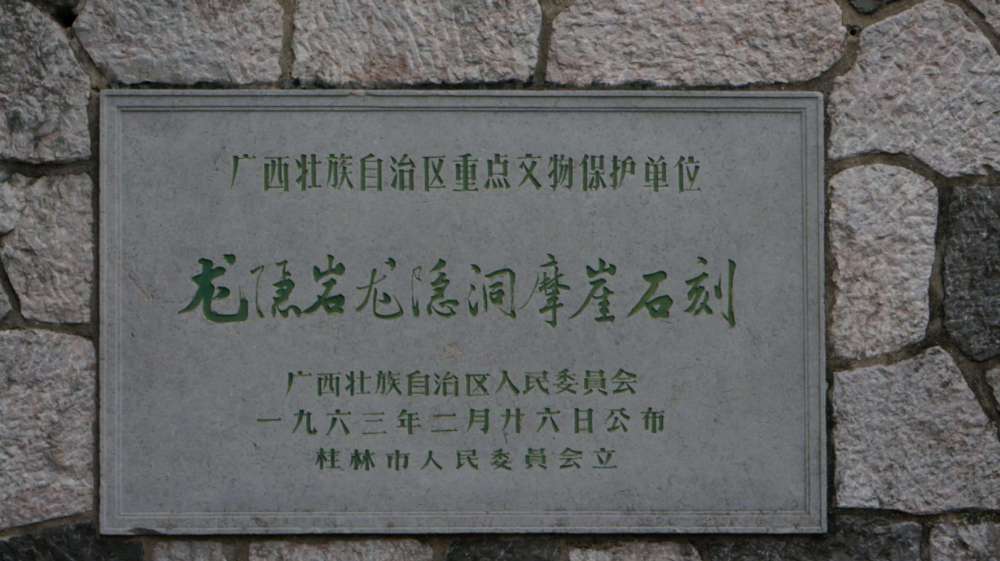 广西壮族自治区重点文物保护单位
龙隐岩龙隐洞摩崖石刻
广西壮族自治区人民委員会
一九六三年二月廿六日公布
桂林市人民委員会立